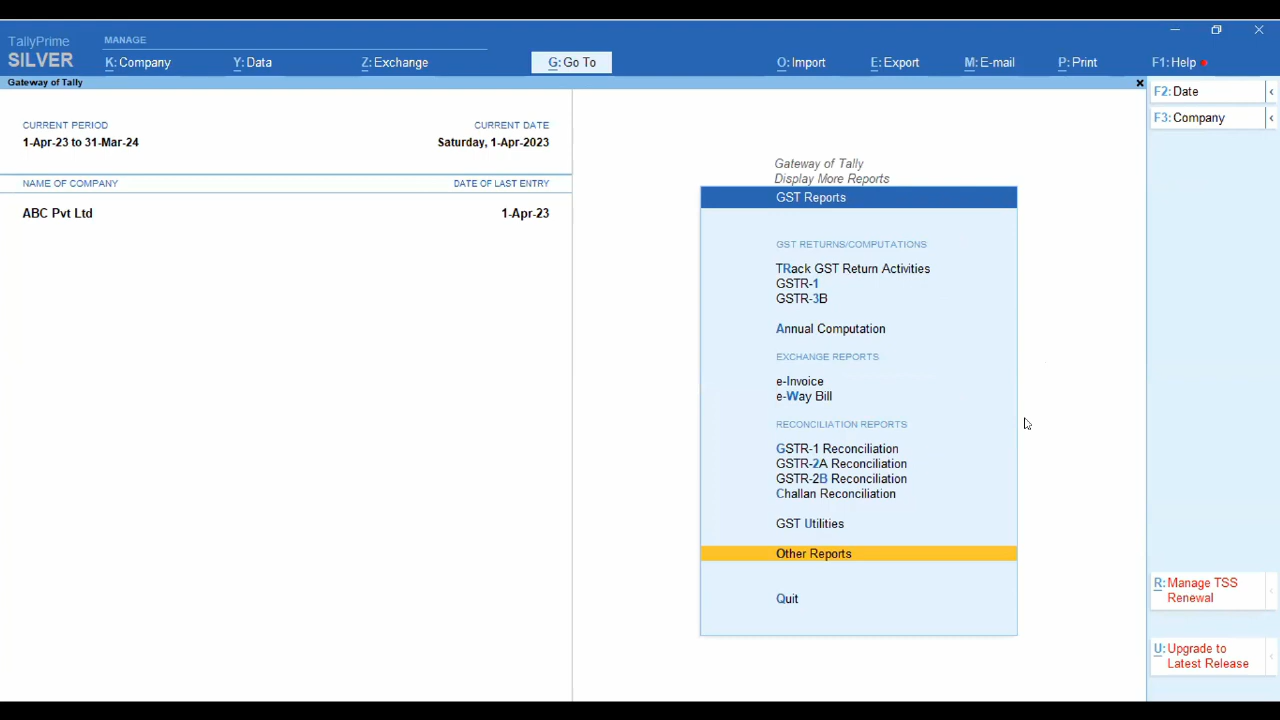 TallyPrime
SILVER
MANAGE
K: Company
Y: Data
Z: Exchange
G: Go To
O: Import
E: Export
M: E-mail
P: Print
F1: Help
Gateway of Tally
CURRENT PERIOD
CURRENT DATE
1-Apr-23 to 31-Mar-24
Saturday, 1-Apr-2023
NAME OF COMPANY
DATE OF LAST ENTRY
ABC Pvt Ltd
1-Apr-23
Gateway of Tally
Display More Reports
GST Reports
GST RETURNS/COMPUTATIONS
TRack GST Return Activities
GSTR-1
GSTR-3B
Annual Computation
EXCHANGE REPORTS
e-Invoice
e-Way Bill
RECONCILIATION REPORTS
GSTR-1 Reconciliation
GSTR-2A Reconciliation
GSTR-2B Reconciliation
Challan Reconciliation
GST Utilities
Other Reports
Quit
F2: Date
F3: Company
R: Manage TSS
Renewal
U: Upgrade to
Latest Release